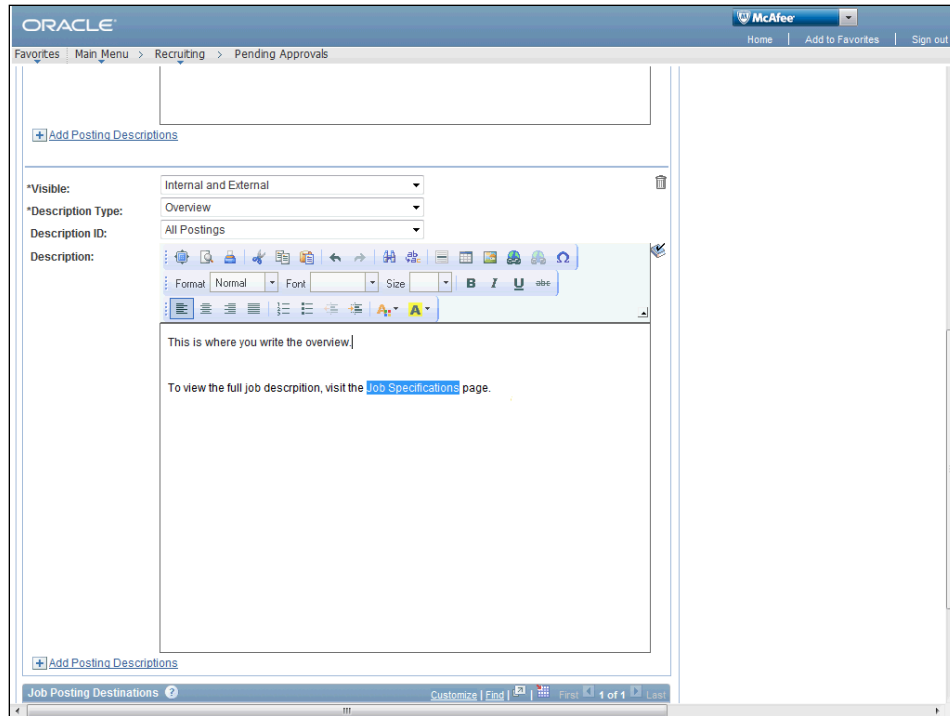 ORACLE
McAfee
Home | Add to Favorites | Sign out
Favorites | Main Menu > Recruiting > Pending Approvals
Add Posting Descriptions
*Visible: Internal and External
*Description Type: Overview
Description ID: All Postings
Description:
Format Normal Font Size B I U abc
This is where you write the overview.
To view the full job descrpition, visit the Job Specifications page.
Add Posting Descriptions
Job Posting Destinations ? Customize | Find | First 1 of 1 Last